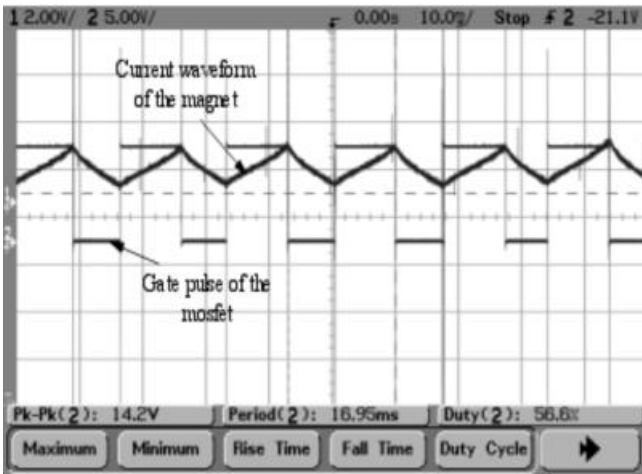 1 2.00V/ 2 5.00V/ 0.00s 10.0㎳/ Stop 2 -21.1V
Current waveform
of the magnet
Gate pulse of the
mosfet
Pk-Pk(2): 14.2V Period(2): 16.95ms Duty(2): 56.6%
Maximum Minimum Rise Time Fall Time Duty Cycle